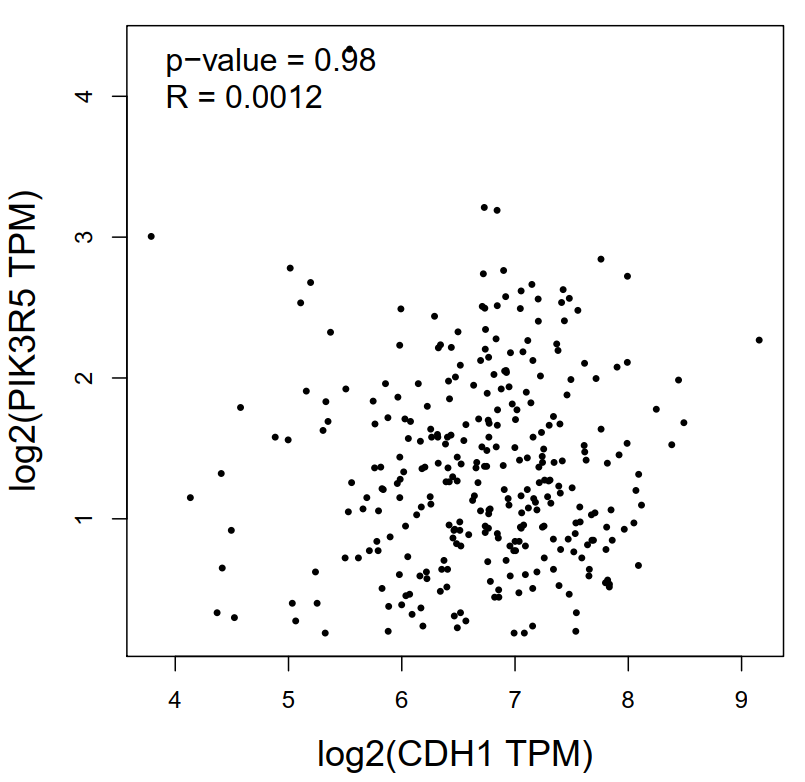 p−value = 0.98
R = 0.0012
log2(PIK3R5 TPM)
4
3
2
1
4 5 6 7 8 9
log2(CDH1 TPM)